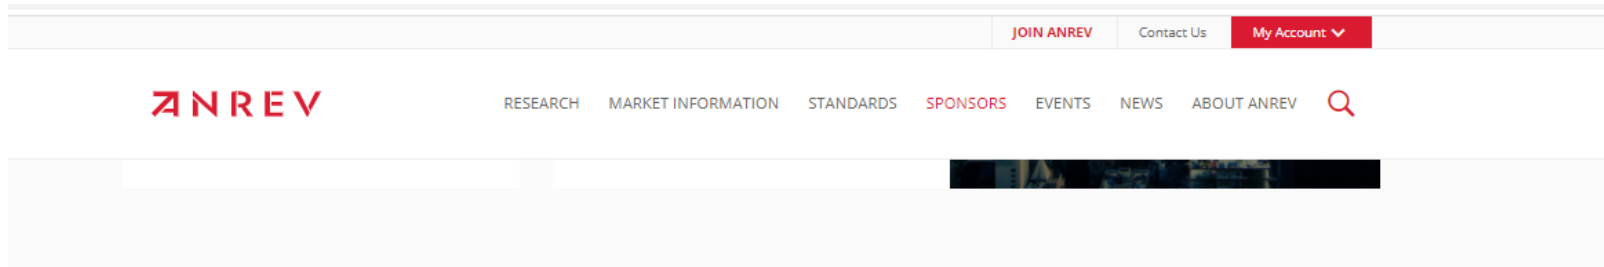 JOIN ANREV Contact Us My Account
ANREV RESEARCH MARKET INFORMATION STANDARDS SPONSORS EVENTS NEWS ABOUT ANREV